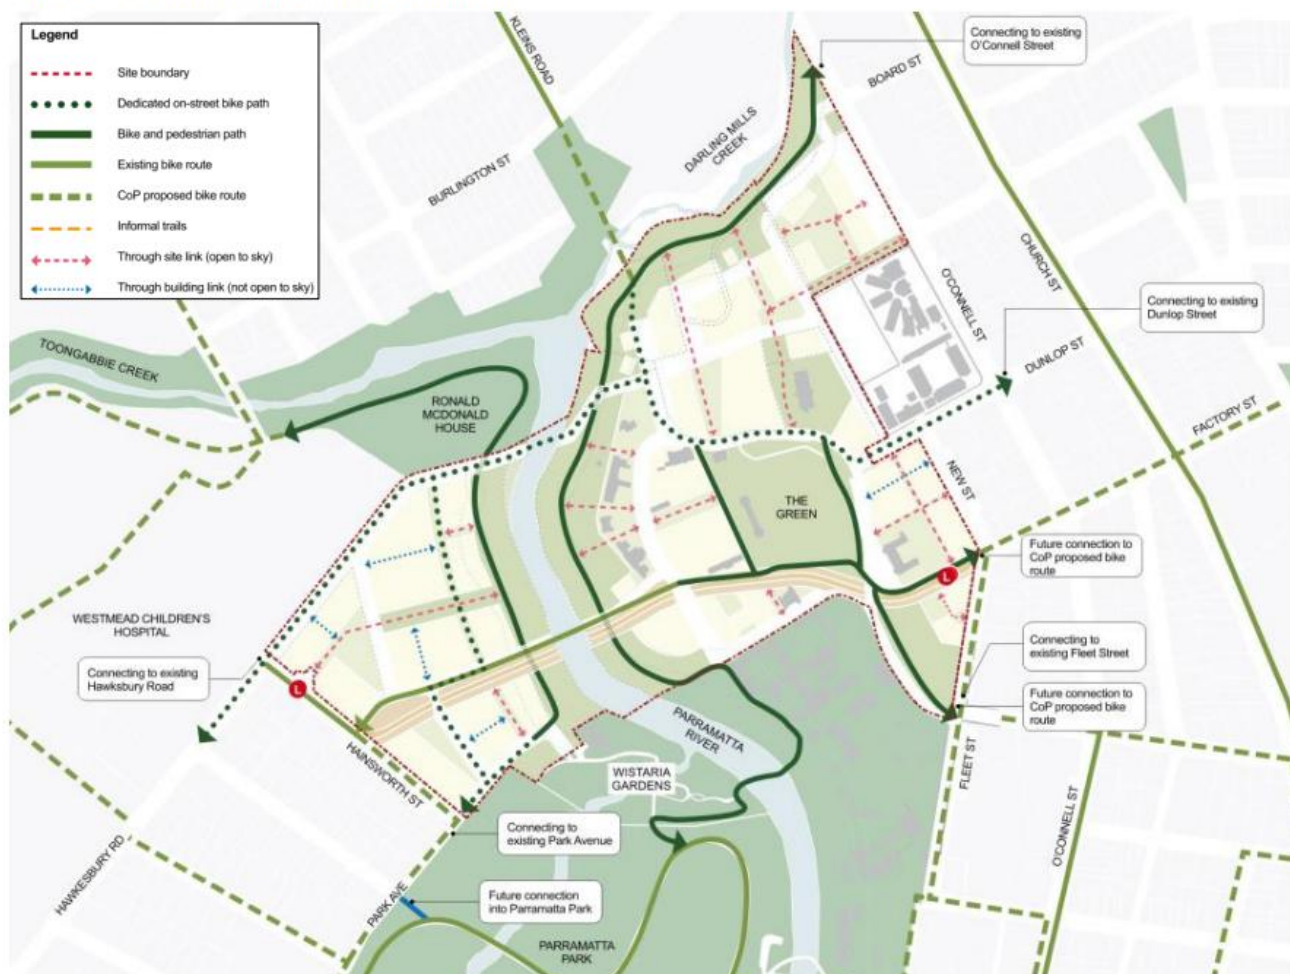 Legend
Site boundary
Dedicated on-street bike path
Bike and pedestrian path
Existing bike route
CoP proposed bike route
Informal trails
Through site link (open to sky)
Through building link (not open to sky)
KLEINS ROAD
BURLINGTON ST
DARLING MILLS
CREEK
BOARD ST
Connecting to existing
O'Connell Street
CHURCH ST
O'CONNELL ST
Connecting to existing
Dunlop Street
DUNLOP ST
FACTORY ST
TOONGABBIE CREEK
RONALD
MCDONALD
HOUSE
NEW ST
THE
GREEN
L
Future connection to
CoP proposed bike
route
WESTMEAD CHILDREN'S
HOSPITAL
Connecting to existing
Hawksbury Road
L
Connecting to
existing Fleet Street
Future connection to
CoP proposed bike
route
PARRAMATTA
RIVER
HAINSWORTH ST
WISTARIA
GARDENS
FLEET ST
O'CONNELL ST
Connecting to
existing Park Avenue
HAWKESBURY RD
PARK AVE
Future connection
into Parramatta Park
PARRAMATTA
PARK